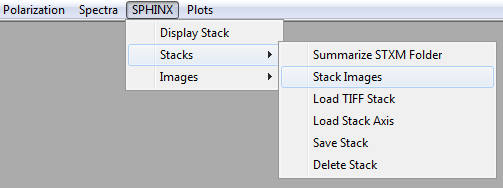 Polarization Spectra SPHINX Plots
Display Stack
Stacks
Images
Summarize STXM Folder
Stack Images
Load TIFF Stack
Load Stack Axis
Save Stack
Delete Stack